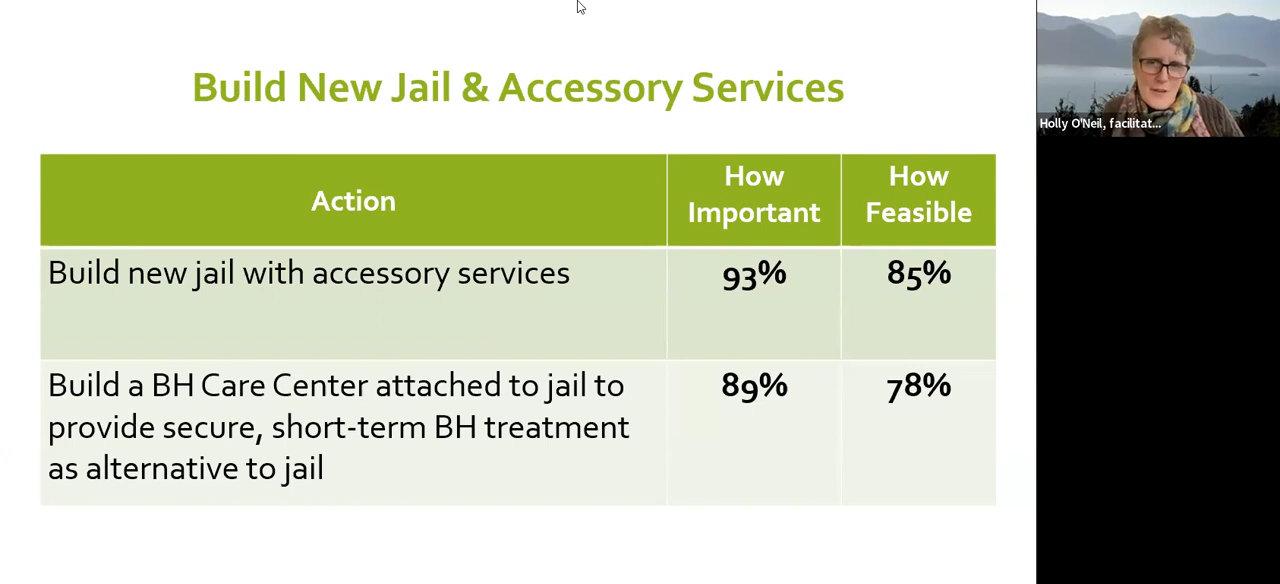 Build New Jail & Accessory Services
Action
How
Important
How
Feasible
Build new jail with accessory services
93%
85%
Build a BH Care Center attached to jail to
provide secure, short-term BH treatment
as alternative to jail
89%
78%
Holly O'Neil, facilitat...